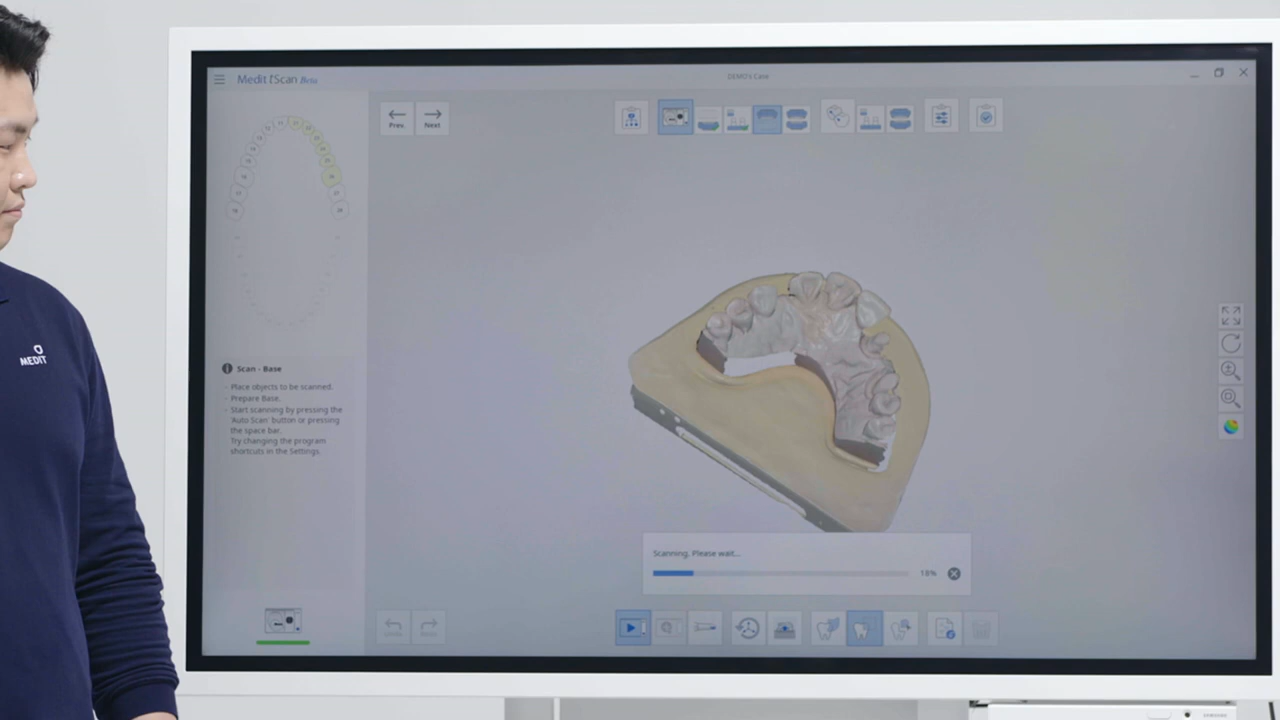 Medit iScan Beta
DEMO's Case
Prev.
Next
MEDIT
Scan - Base
- Place objects to be scanned.
- Prepare Base.
- Start scanning by pressing the
'Auto Scan' button or pressing
the space bar.
Try changing the program
shortcuts in the Settings.
Scanning. Please wait...
18%
SAMSUNG